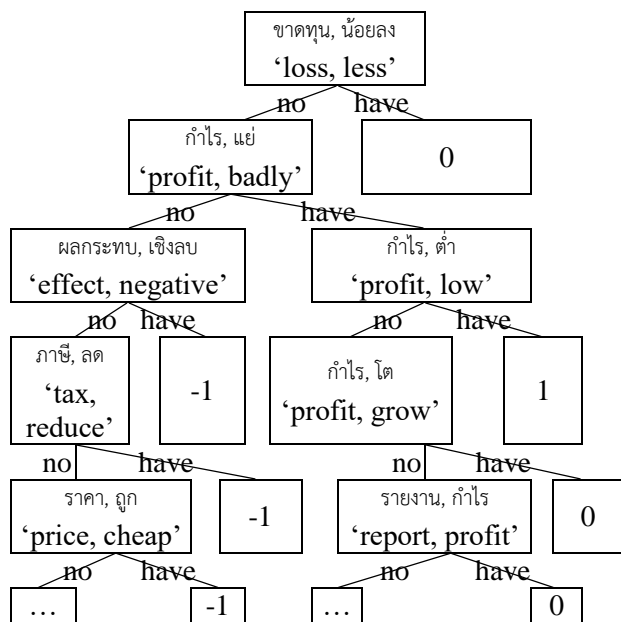 ขาดทุน, น้อยลง
‘loss, less’
no have
กำไร, แย่
‘profit, badly’
0
no have
ผลกระทบ, เชิงลบ
‘effect, negative’
กำไร, ต่ำ
‘profit, low’
no have no have
ภาษี, ลด
‘tax,
reduce’
-1
กำไร, โต
‘profit, grow’
1
no have no have
ราคา, ถูก
‘price, cheap’
-1
รายงาน, กำไร
‘report, profit’
0
no have no have
… -1 … 0